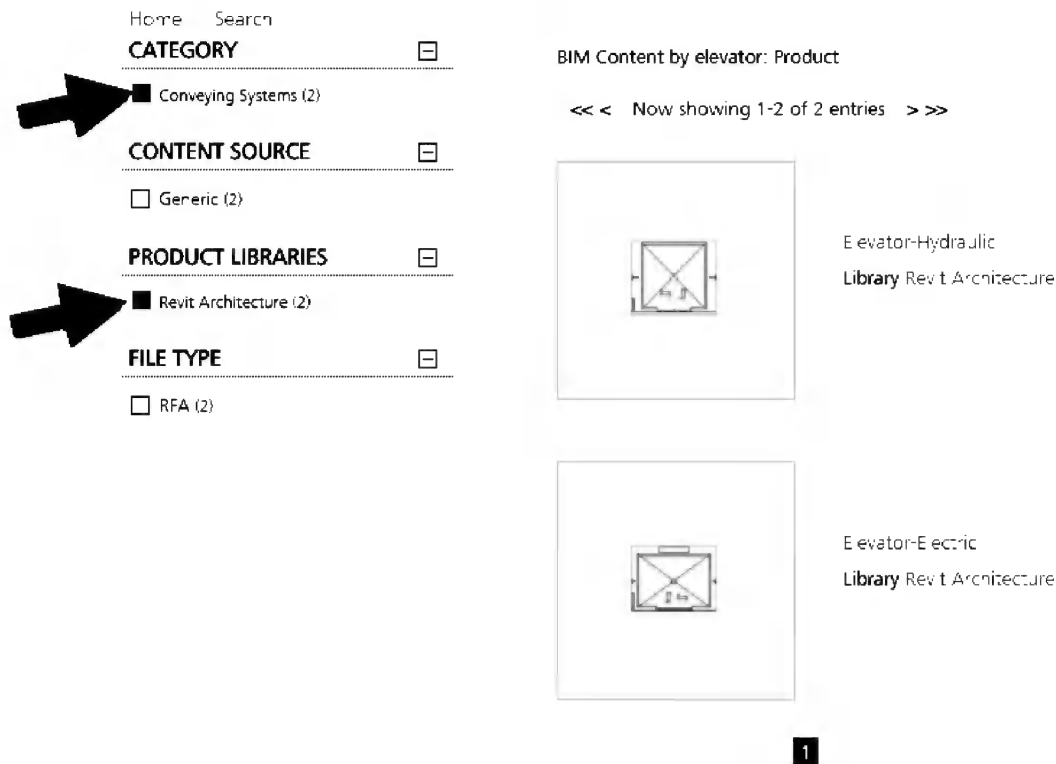 Home Search
CATEGORY
Conveying Systems (2)
CONTENT SOURCE
Generic (2)
PRODUCT LIBRARIES
Revit Architecture (2)
FILE TYPE
RFA (2)
BIM Content by elevator: Product
<< < Now showing 1-2 of 2 entries > >>
Elevator-Hydraulic
Library Revit Architecture
Elevator-Electric
Library Revit Architecture
1